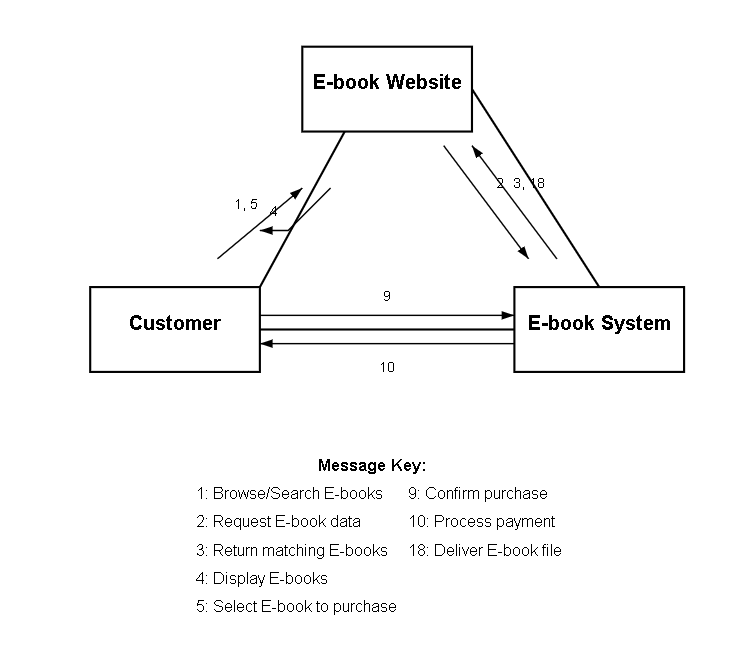 E-book Website
1, 5
4
2
3, 18
9
Customer
E-book System
10
Message Key:
1: Browse/Search E-books
9: Confirm purchase
2: Request E-book data
10: Process payment
3: Return matching E-books
18: Deliver E-book file
4: Display E-books
5: Select E-book to purchase